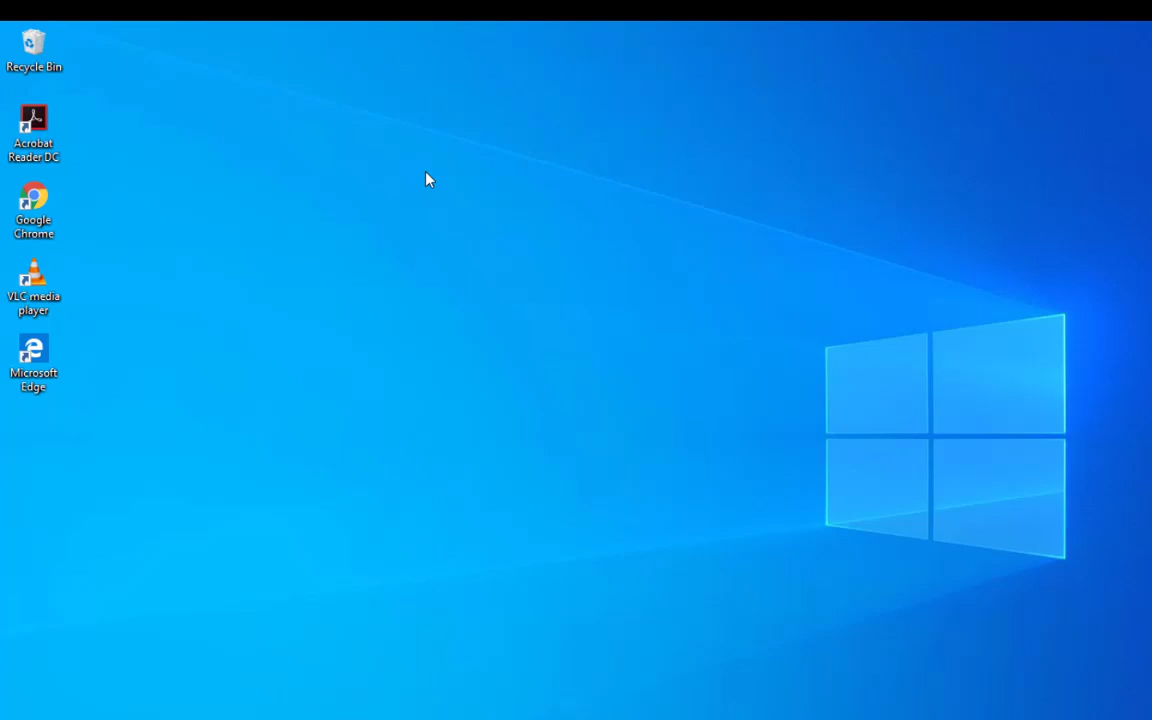 Recycle Bin
Acrobat
Reader DC
Google
Chrome
VLC media
player
Microsoft
Edge